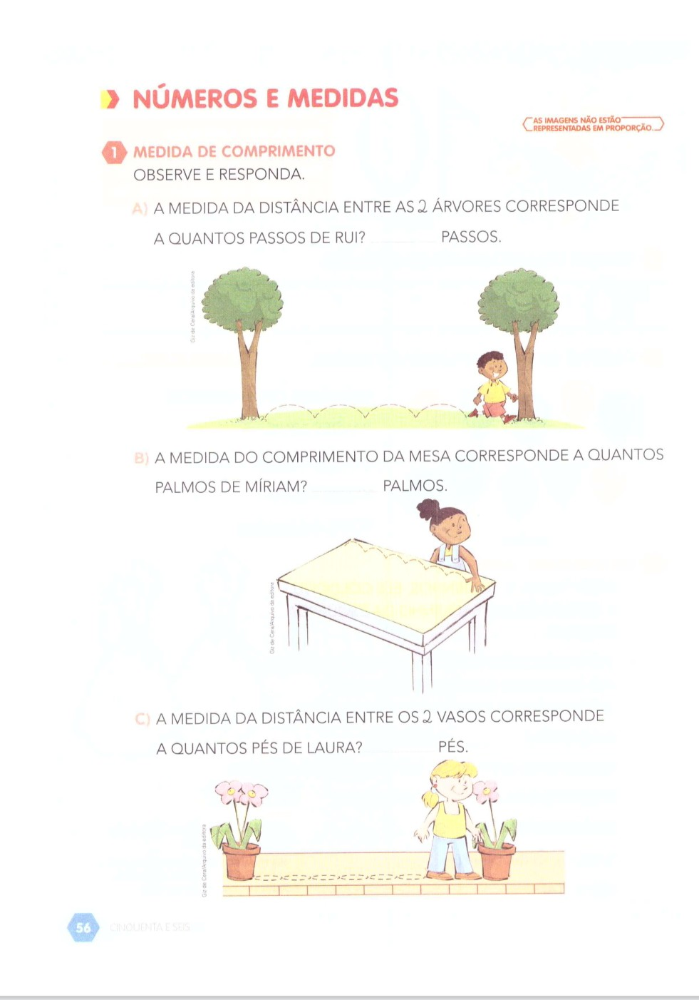 NÚMEROS E MEDIDAS
AS IMAGENS NÃO ESTÃO
REPRESENTADAS EM PROPORÇÃO.
1 MEDIDA DE COMPRIMENTO
OBSERVE E RESPONDA.
A) A MEDIDA DA DISTÂNCIA ENTRE AS 2 ÁRVORES CORRESPONDE
A QUANTOS PASSOS DE RUI? PASSOS.
Giz de Cera/Arquivo da editora
B) A MEDIDA DO COMPRIMENTO DA MESA CORRESPONDE A QUANTOS
PALMOS DE MÍRIAM? PALMOS.
Giz de Cera/Arquivo da editora
C) A MEDIDA DA DISTÂNCIA ENTRE OS 2 VASOS CORRESPONDE
A QUANTOS PÉS DE LAURA? PÉS.
Giz de Cera/Arquivo da editora
56 CINQUENTA E SEIS